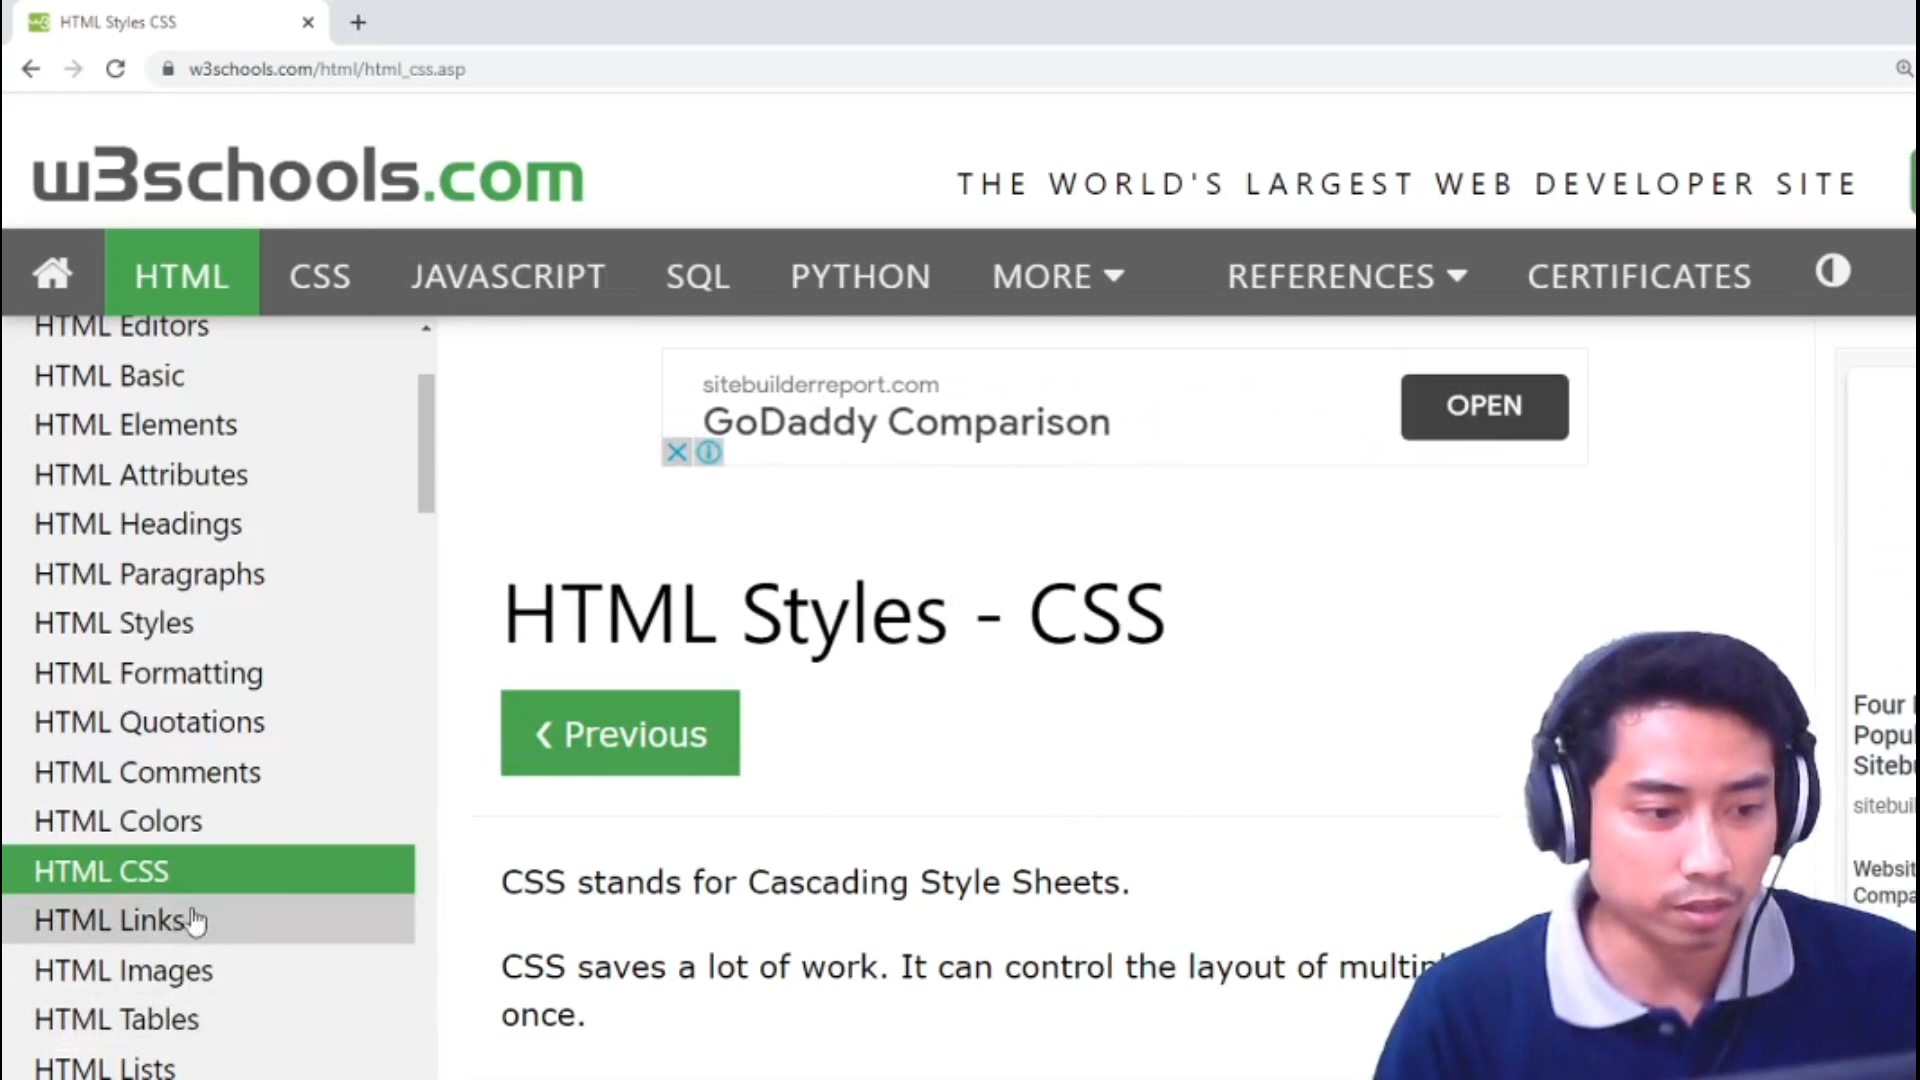 HTML Styles CSS
w3schools.com/html/html_css.asp
w3schools.com
THE WORLD'S LARGEST WEB DEVELOPER SITE
HTML
CSS
JAVASCRIPT
SQL
PYTHON
MORE
REFERENCES
CERTIFICATES
HTML Editors
HTML Basic
HTML Elements
HTML Attributes
HTML Headings
HTML Paragraphs
HTML Styles
HTML Formatting
HTML Quotations
HTML Comments
HTML Colors
HTML CSS
HTML Links
HTML Images
HTML Tables
HTML Lists
sitebuilderreport.com
GoDaddy Comparison
OPEN
HTML Styles - CSS
❮ Previous
CSS stands for Cascading Style Sheets.
CSS saves a lot of work. It can control the layout of
once.
Four